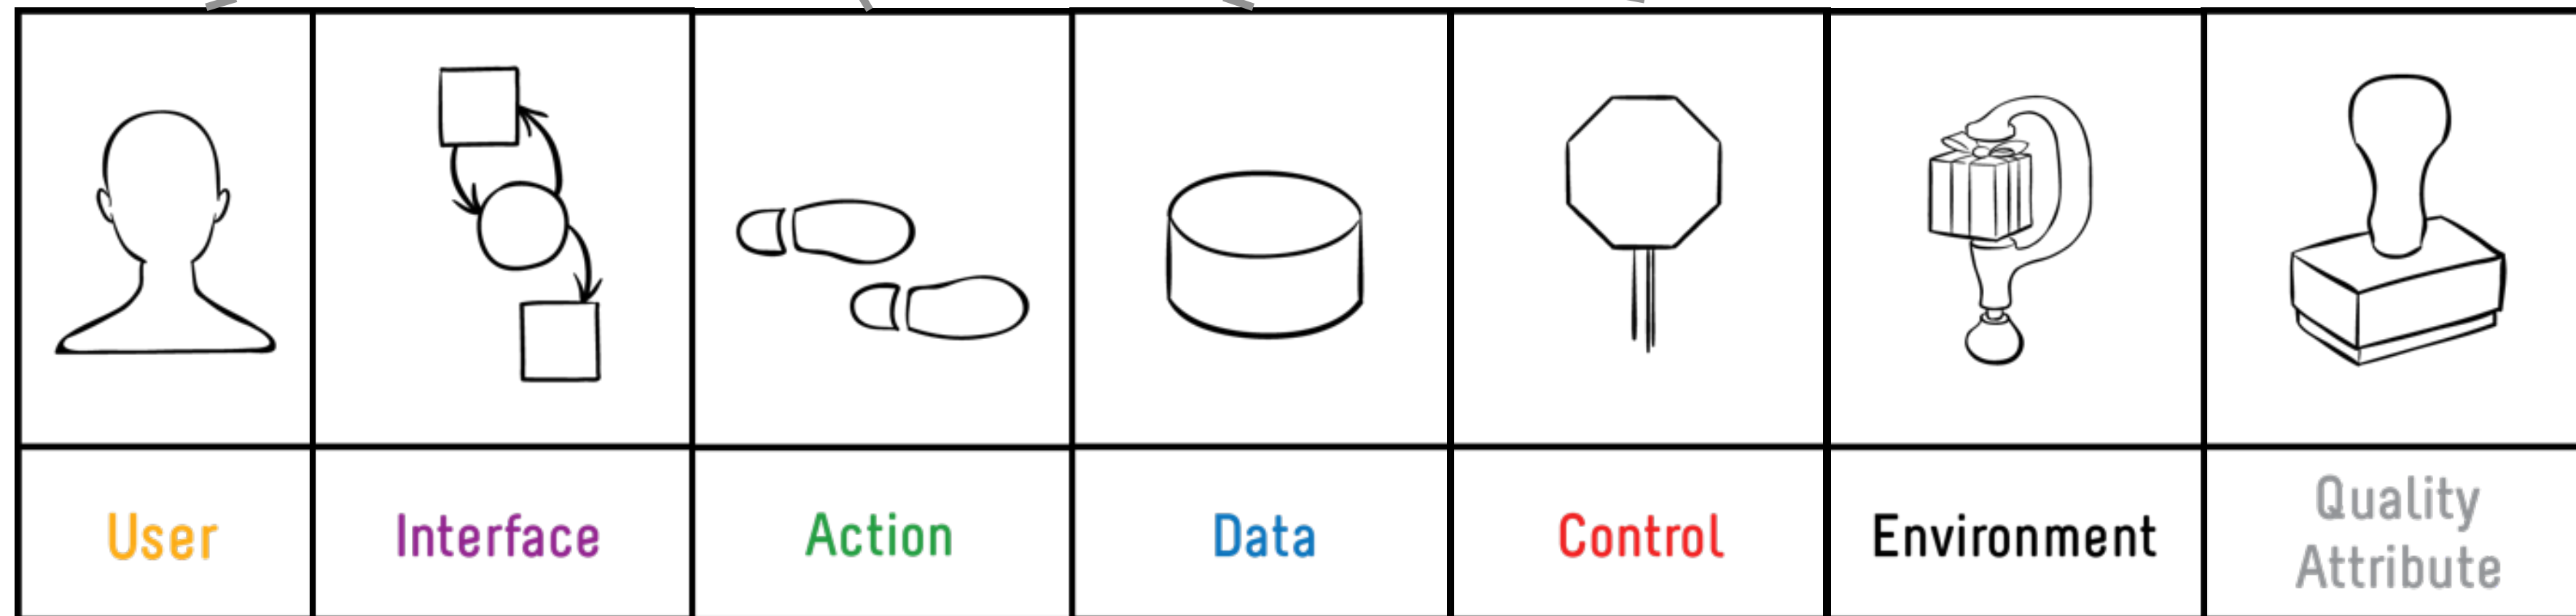 User
Interface
Action
Data
Control
Environment
Quality
Attribute